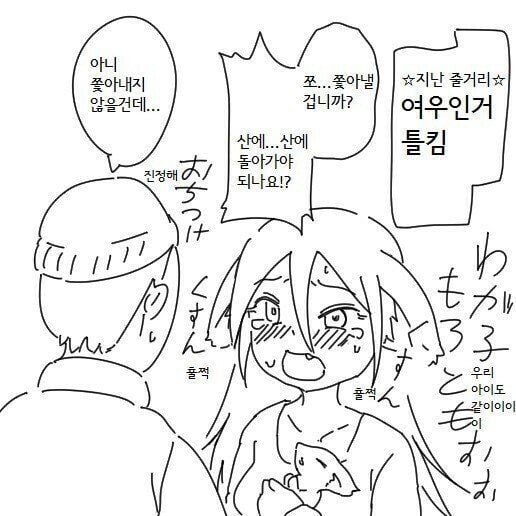 ☆지난 줄거리☆
여우인거
틀킴
쪼...쫓아낼
겁니까?
산에...산에
돌아가야
되나요!?
아니
쫓아내지
않을건데...
진정해
おちつけ
わが子
もろとも
おお
우리
아이도
같이이이
이
くすん
훌쩍
くすん
훌쩍